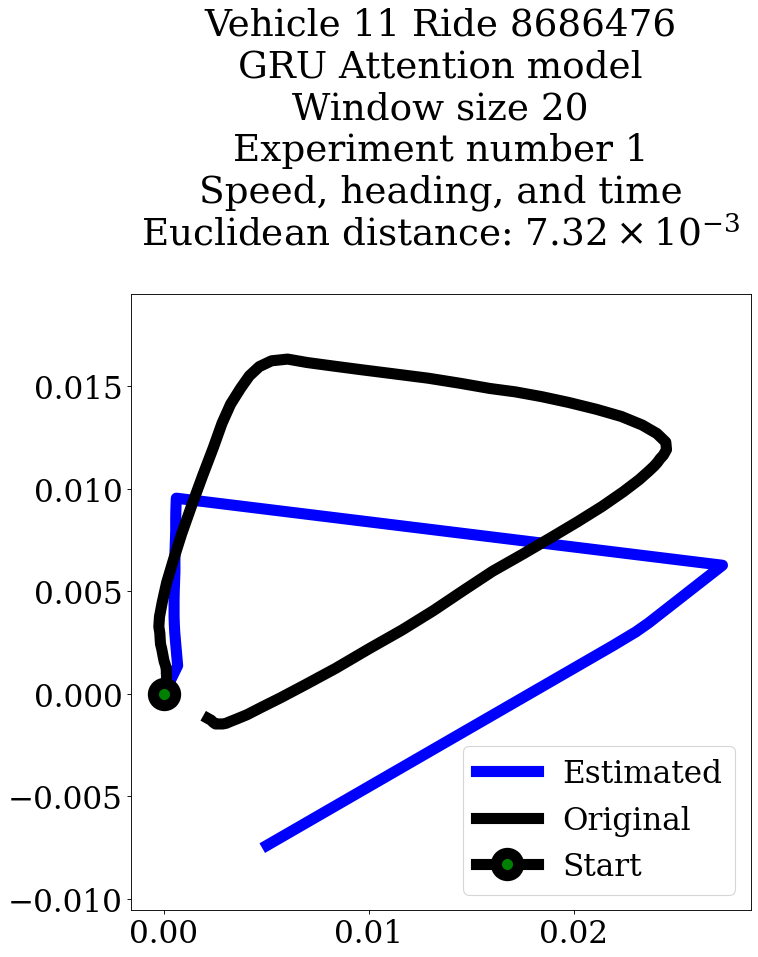 Vehicle 11 Ride 8686476
GRU Attention model
Window size 20
Experiment number 1
Speed, heading, and time
Euclidean distance: 7.32 × 10⁻³
0.015
0.010
0.005
0.000
−0.005
−0.010
0.00 0.01 0.02
Estimated
Original
Start